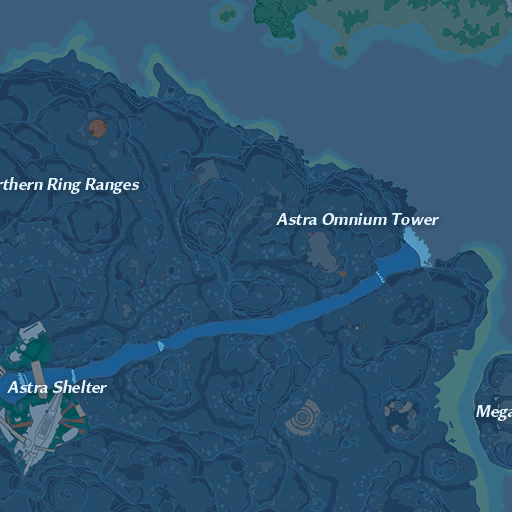 rthern Ring Ranges
Astra Omnium Tower
Astra Shelter
Mega